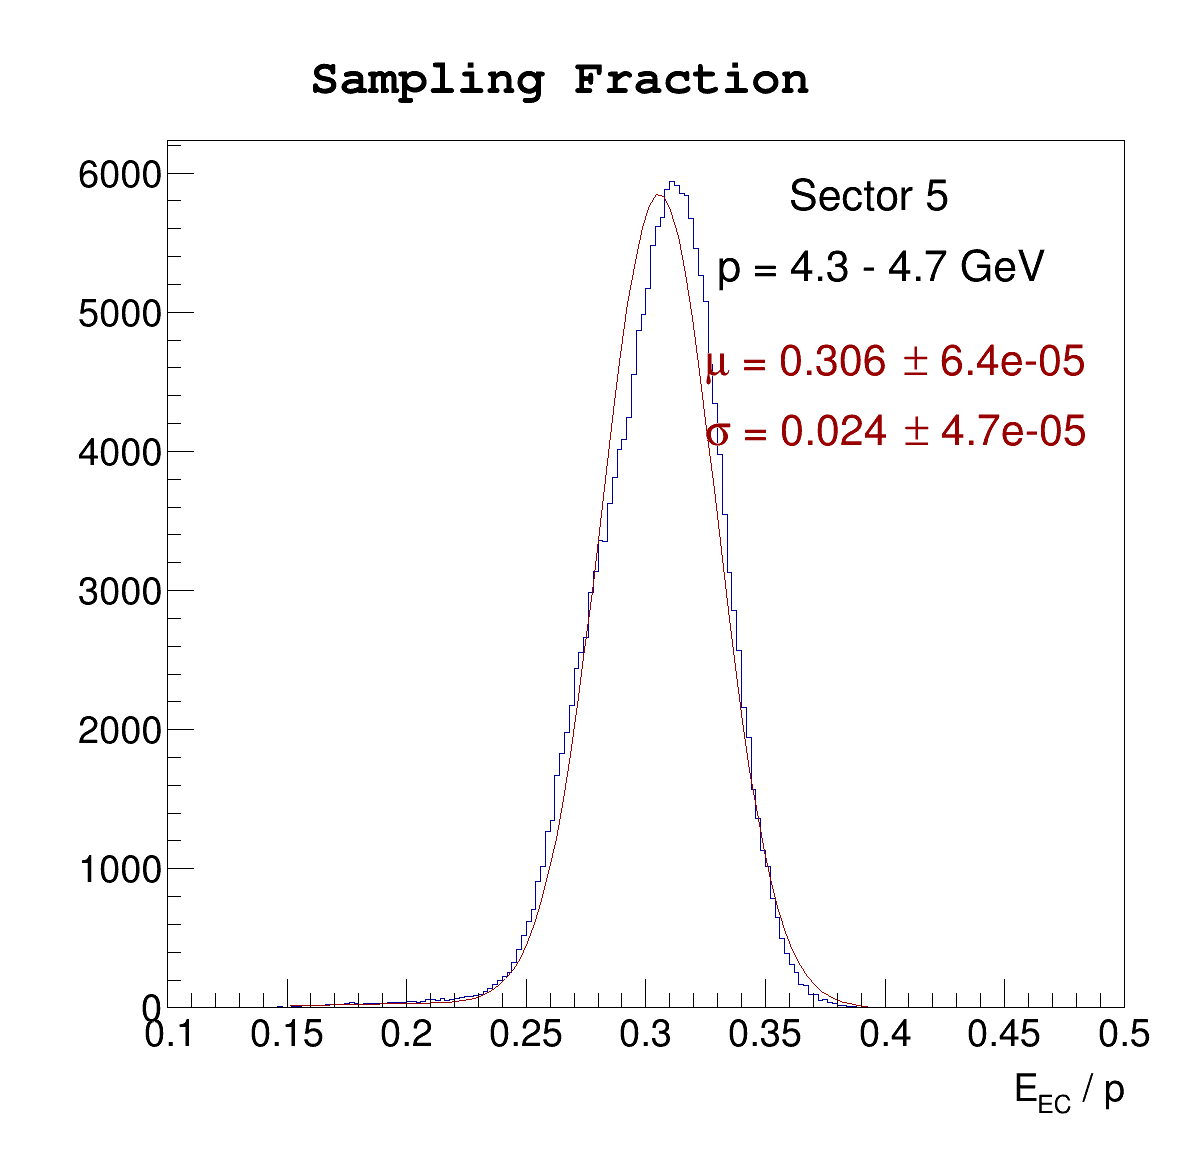 Sampling Fraction
6000
Sector 5
p = 4.3 - 4.7 GeV
5000
μ = 0.306 ± 6.4e-05
σ = 0.024 ± 4.7e-05
4000
3000
2000
1000
0
0.1 0.15 0.2 0.25 0.3 0.35 0.4 0.45 0.5
E_EC / p